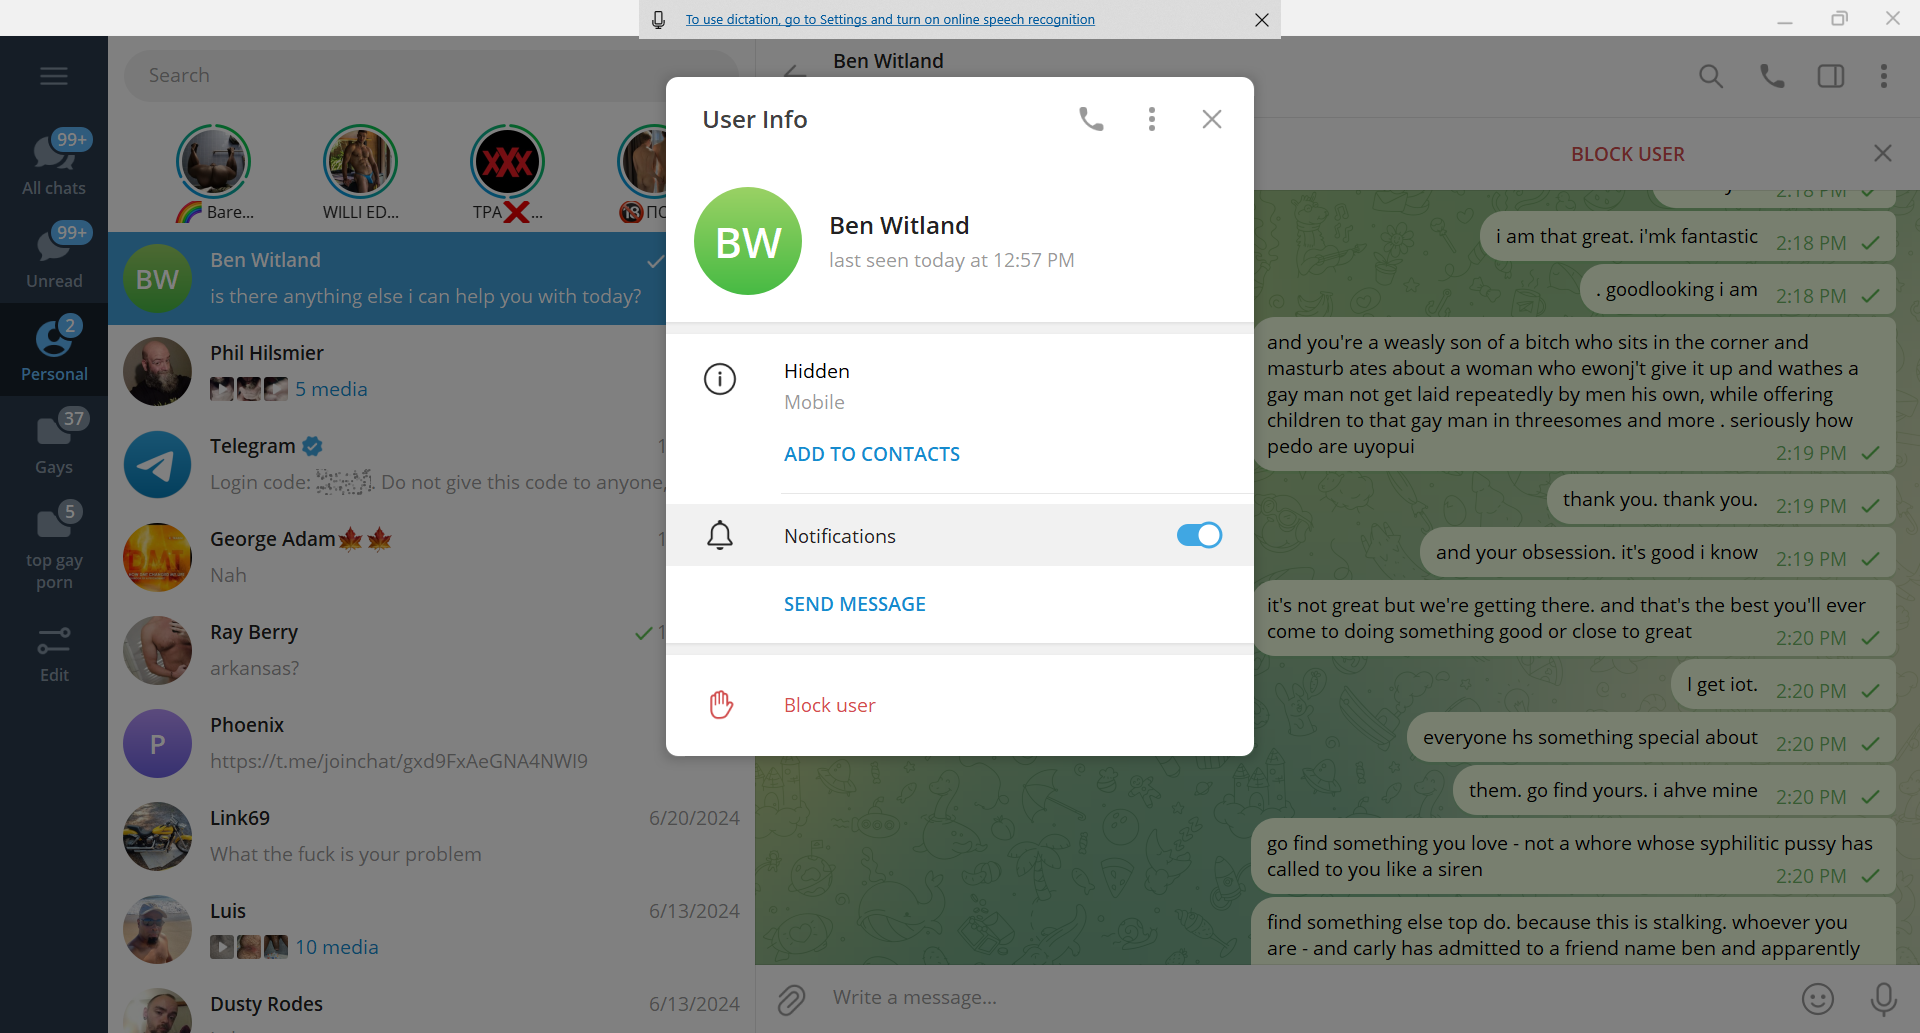 To use dictation, go to Settings and turn on online speech recognition
Search
99+
All chats
99+
Unread
2
Personal
37
Gays
5
top gay
porn
Edit
Bare...
WILLI ED...
XXX
ТРА❌...
🔞 ПО
BW
Ben Witland
is there anything else i can help you with today?
Phil Hilsmier
5 media
Telegram
1
Login code:
. Do not give this code to anyone,
George Adam🍁🍁
1
Nah
Ray Berry
1
arkansas?
P
Phoenix
https://t.me/joinchat/gxd9FxAeGNA4NWI9
Link69
6/20/2024
What the fuck is your problem
Luis
6/13/2024
10 media
Dusty Rodes
6/13/2024
Ben Witland
BLOCK USER
User Info
BW
Ben Witland
last seen today at 12:57 PM
Hidden
Mobile
ADD TO CONTACTS
Notifications
SEND MESSAGE
Block user
2:18 PM
i am that great. i'mk fantastic
2:18 PM
. goodlooking i am
2:18 PM
and you're a weasly son of a bitch who sits in the corner and
masturb ates about a woman who ewonj't give it up and wathes a
gay man not get laid repeatedly by men his own, while offering
children to that gay man in threesomes and more . seriously how
pedo are uyopui
2:19 PM
thank you. thank you.
2:19 PM
and your obsession. it's good i know
2:19 PM
it's not great but we're getting there. and that's the best you'll ever
come to doing something good or close to great
2:20 PM
I get iot.
2:20 PM
everyone hs something special about
2:20 PM
them. go find yours. i ahve mine
2:20 PM
go find something you love - not a whore whose syphilitic pussy has
called to you like a siren
2:20 PM
find something else top do. because this is stalking. whoever you
are - and carly has admitted to a friend name ben and apparently
Write a message...